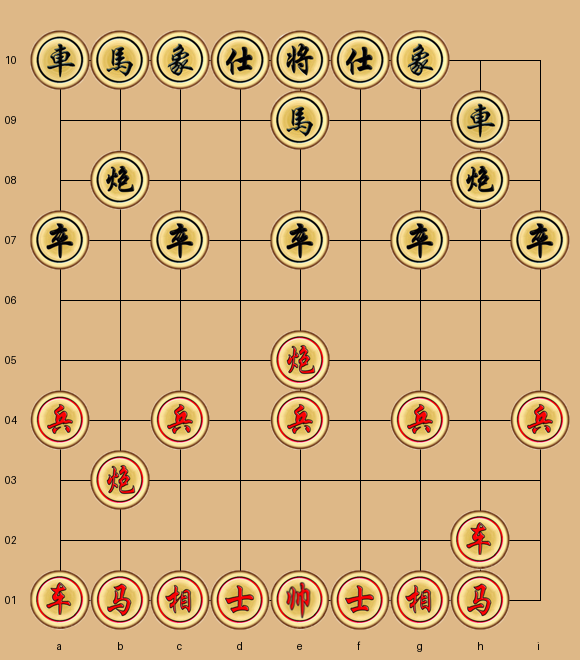 10 車 馬 象 仕 将 仕 象
09 馬 車
08 炮 炮
07 卒 卒 卒 卒 卒
06
05 炮
04 兵 兵 兵 兵 兵
03 炮
02 车
01 车 马 相 士 帅 士 相 马
a b c d e f g h i